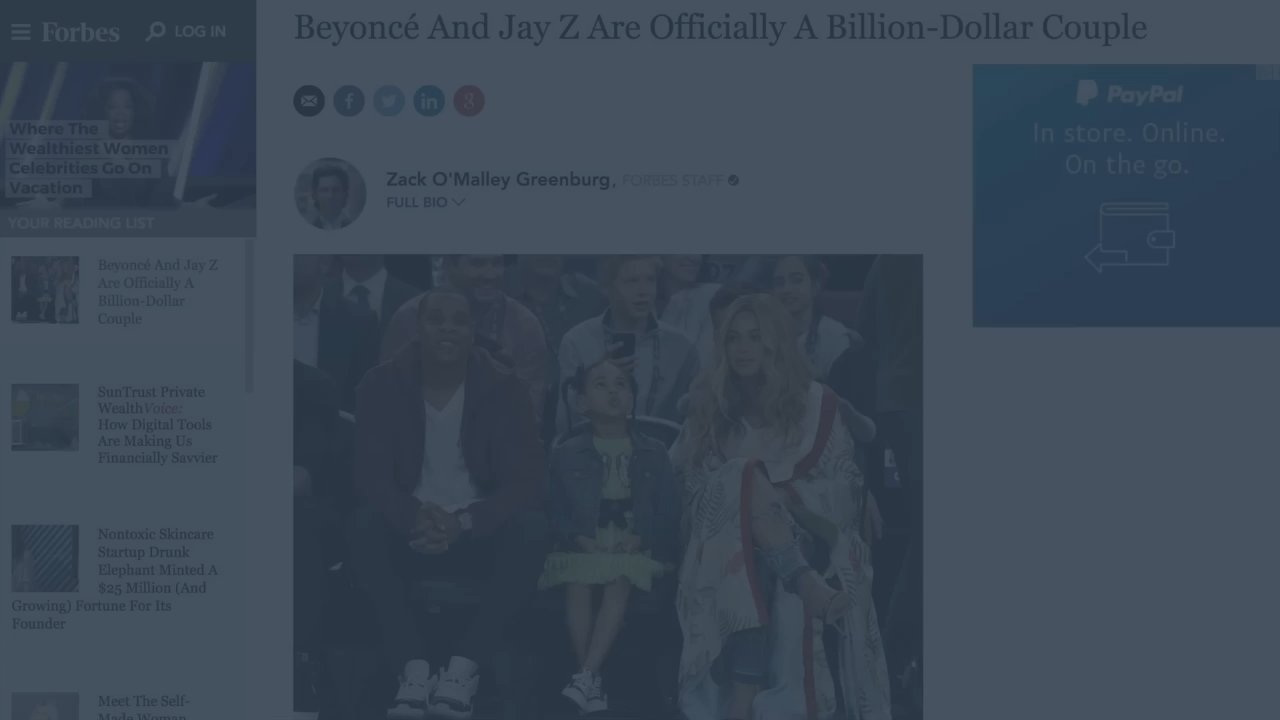 Forbes
LOG IN
Beyoncé And Jay Z Are Officially A Billion-Dollar Couple
Where The
Wealthiest Women
Celebrities Go On
Vacation
YOUR READING LIST
Beyoncé And Jay Z
Are Officially A
Billion-Dollar
Couple
SunTrust Private
WealthVoice:
How Digital Tools
Are Making Us
Financially Savvier
Nontoxic Skincare
Startup Drunk
Elephant Minted A
$25 Million (And
Growing) Fortune For Its
Founder
Meet The Self-
Made Woman
Zack O'Malley Greenburg, FORBES STAFF
FULL BIO
PayPal
In store. Online.
On the go.